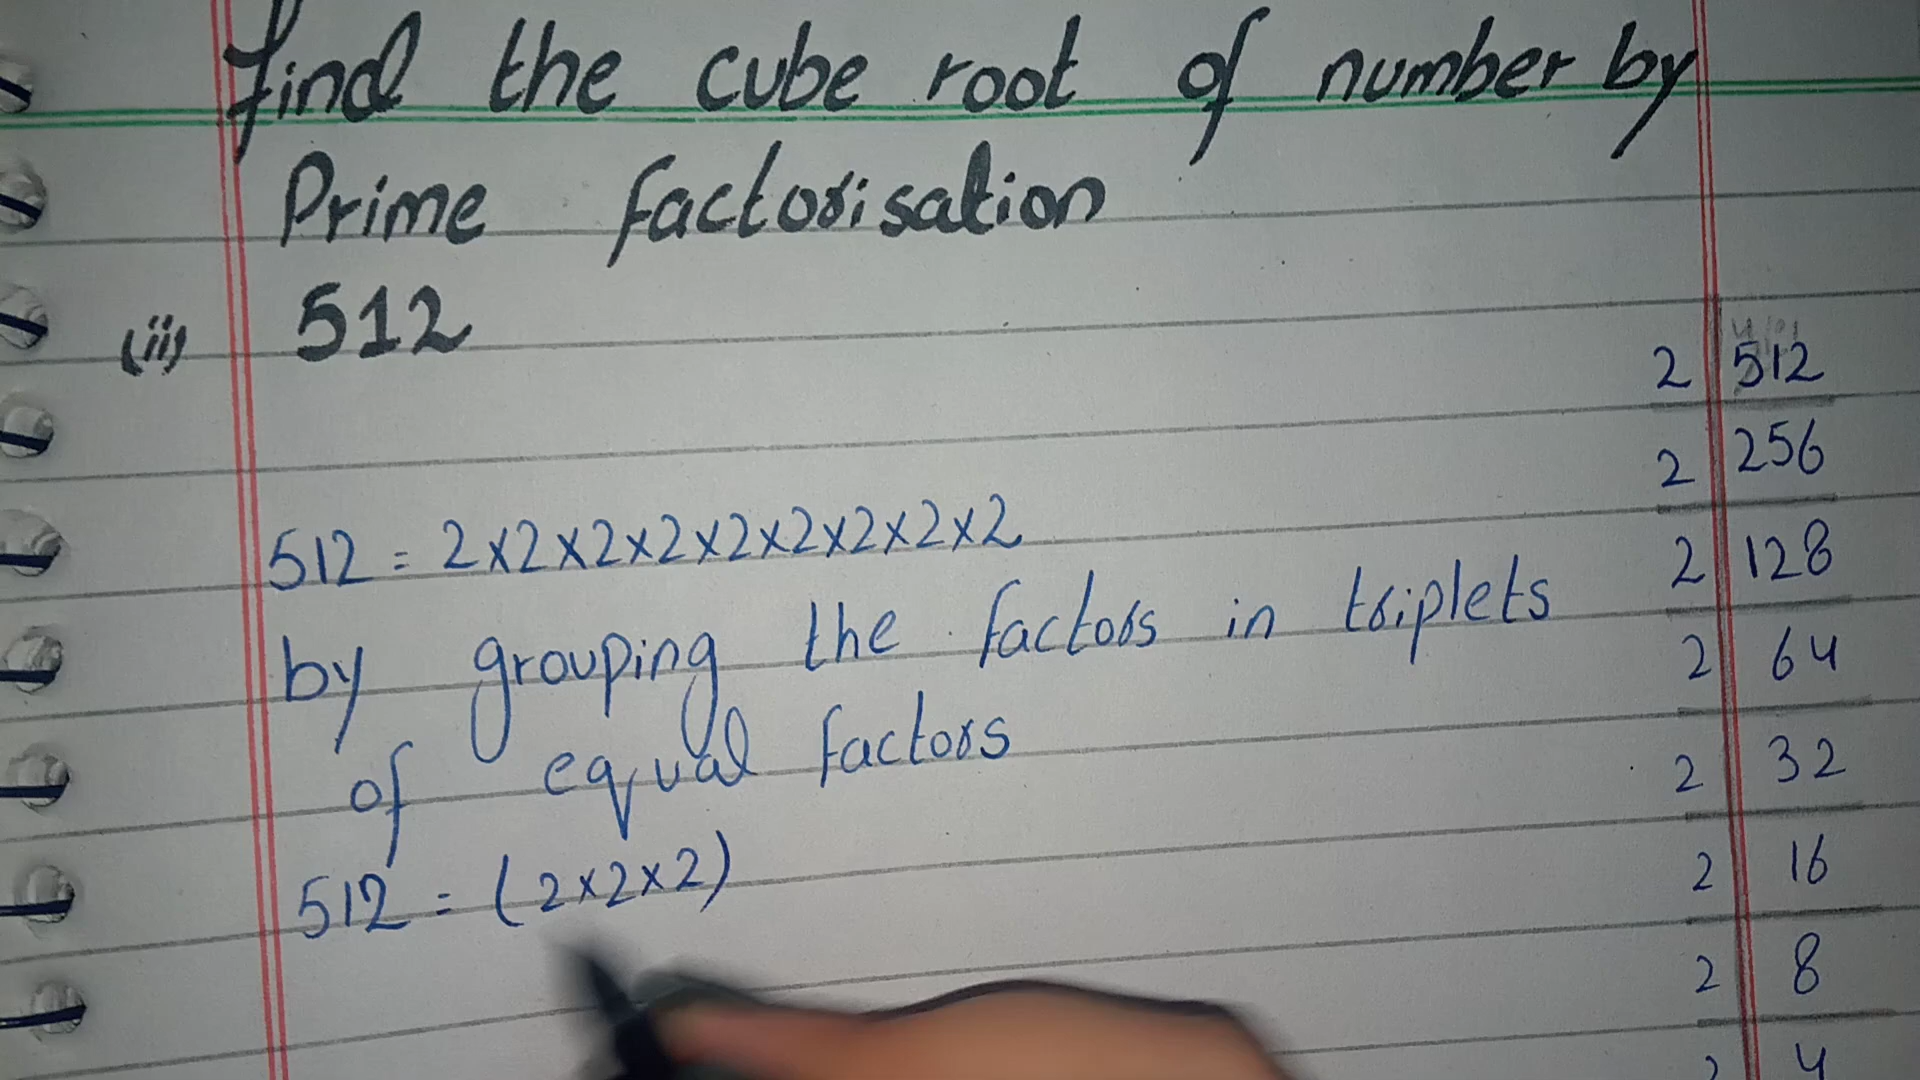 find the cube root of number by
Prime factorisation
(ii) 512
512 = 2×2×2×2×2×2×2×2×2
by grouping the factors in triplets
of equal factors
512 = (2×2×2)
2 512
2 256
2 128
2 64
2 32
2 16
2 8
2 4